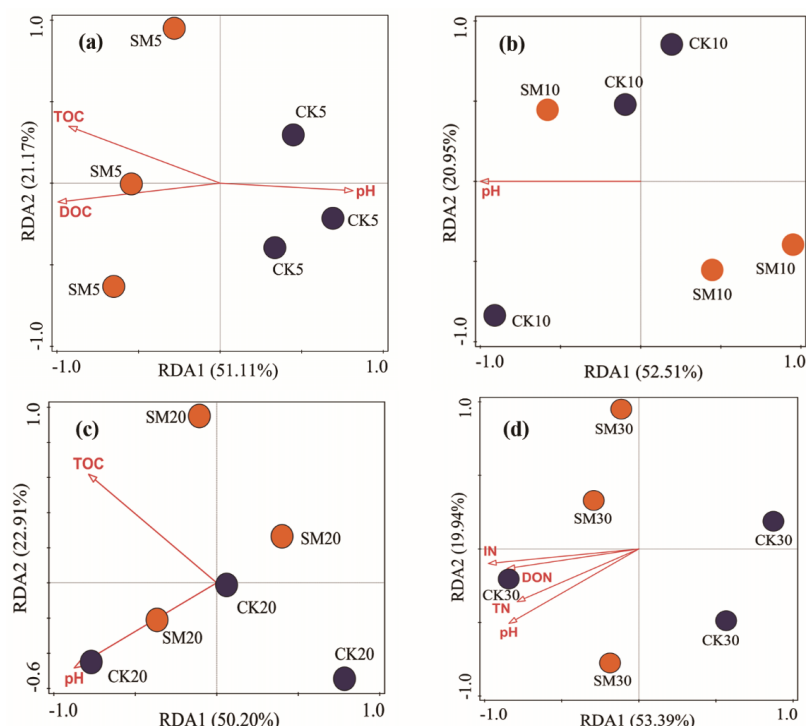 (a)
1.0
SM5
TOC
CK5
SM5
pH
DOC
CK5
CK5
SM5
RDA2 (21.17%)
-1.0
-1.0
RDA1 (51.11%)
1.0
(b)
1.0
CK10
SM10
CK10
pH
SM10
SM10
CK10
RDA2 (20.95%)
-1.0
-1.0
RDA1 (52.51%)
1.0
(c)
1.0
SM20
TOC
SM20
CK20
SM20
CK20
pH
CK20
RDA2 (22.91%)
-0.6
-1.0
RDA1 (50.20%)
1.0
(d)
1.0
SM30
SM30
CK30
IN
DON
CK30
TN
pH
CK30
SM30
RDA2 (19.94%)
-1.0
-1.0
RDA1 (53.39%)
1.0